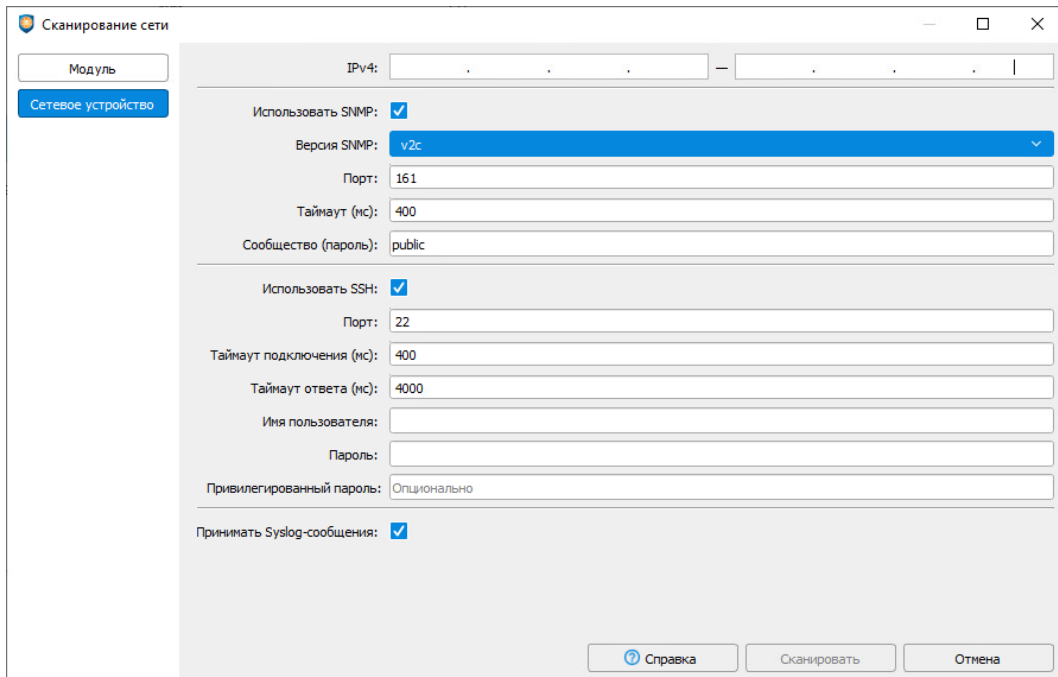 Сканирование сети
Модуль
Сетевое устройство
IPv4: . . . — . . .
Использовать SNMP:
Версия SNMP: v2c
Порт: 161
Таймаут (мс): 400
Сообщество (пароль): public
Использовать SSH:
Порт: 22
Таймаут подключения (мс): 400
Таймаут ответа (мс): 4000
Имя пользователя:
Пароль:
Привилегированный пароль: Опционально
Принимать Syslog-сообщения:
? Справка Сканировать Отмена